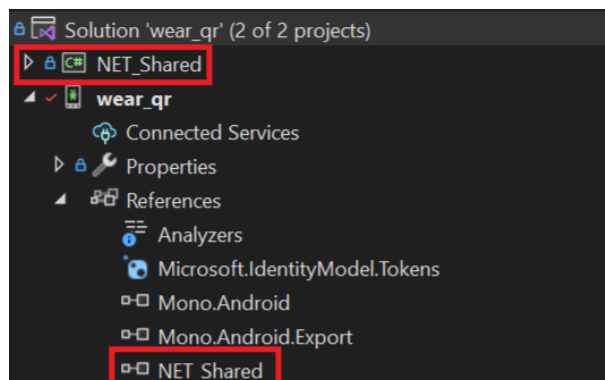 Solution 'wear_qr' (2 of 2 projects)
C# NET_Shared
wear_qr
Connected Services
Properties
References
Analyzers
Microsoft.IdentityModel.Tokens
Mono.Android
Mono.Android.Export
NET_Shared